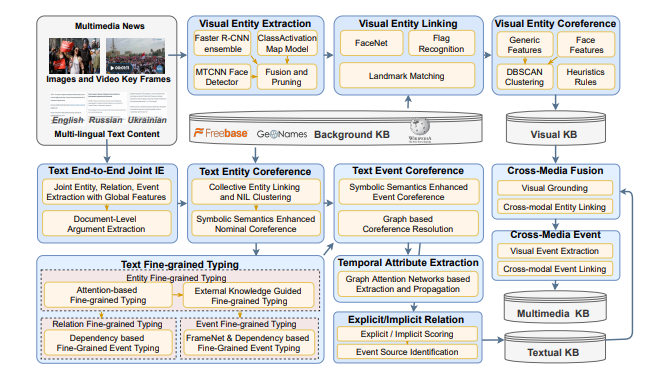 Multimedia News
Images and Video Key Frames
English Russian Ukrainian
Multi-lingual Text Content
Visual Entity Extraction
Faster R-CNN
ensemble
ClassActivation
Map Model
MTCNN Face
Detector
Fusion and
Pruning
Visual Entity Linking
FaceNet
Flag
Recognition
Landmark Matching
Visual Entity Coreference
Generic
Features
Face
Features
DBSCAN
Clustering
Heuristics
Rules
Freebase
GeoNames
Background KB
WIKIPEDIA
Visual KB
Text End-to-End Joint IE
Joint Entity, Relation, Event
Extraction with Global Features
Document-Level
Argument Extraction
Text Entity Coreference
Collective Entity Linking
and NIL Clustering
Symbolic Semantics Enhanced
Nominal Coreference
Text Event Coreference
Symbolic Semantics Enhanced
Event Coreference
Graph based
Coreference Resolution
Cross-Media Fusion
Visual Grounding
Cross-modal Entity Linking
Cross-Media Event
Visual Event Extraction
Cross-modal Event Linking
Text Fine-grained Typing
Entity Fine-grained Typing
Attention-based
Fine-grained Typing
External Knowledge Guided
Fine-grained Typing
Relation Fine-grained Typing
Dependency based
Fine-Grained Event Typing
Event Fine-grained Typing
FrameNet & Dependency based
Fine-Grained Event Typing
Temporal Attribute Extraction
Graph Attention Networks based
Extraction and Propagation
Explicit/Implicit Relation
Explicit / Implicit Scoring
Event Source Identification
Multimedia KB
Textual KB